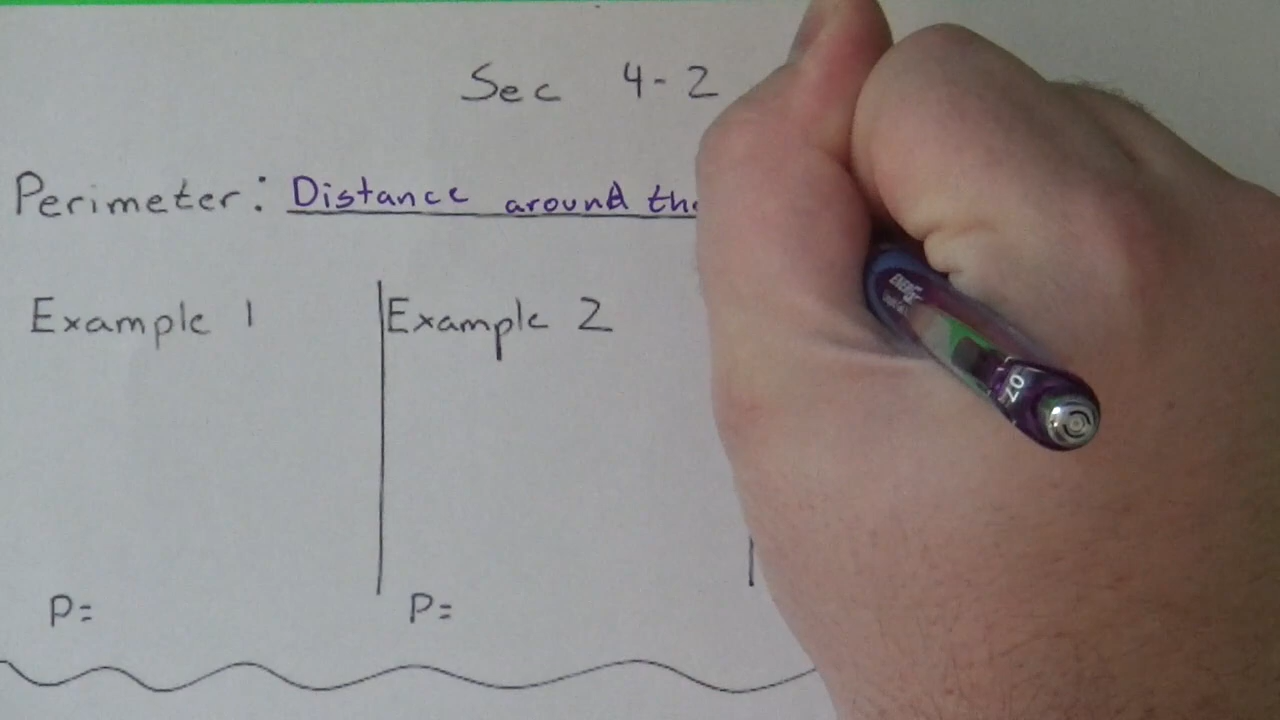 Sec 4-2
Perimeter: Distance around the
Example 1
Example 2
P=
P=